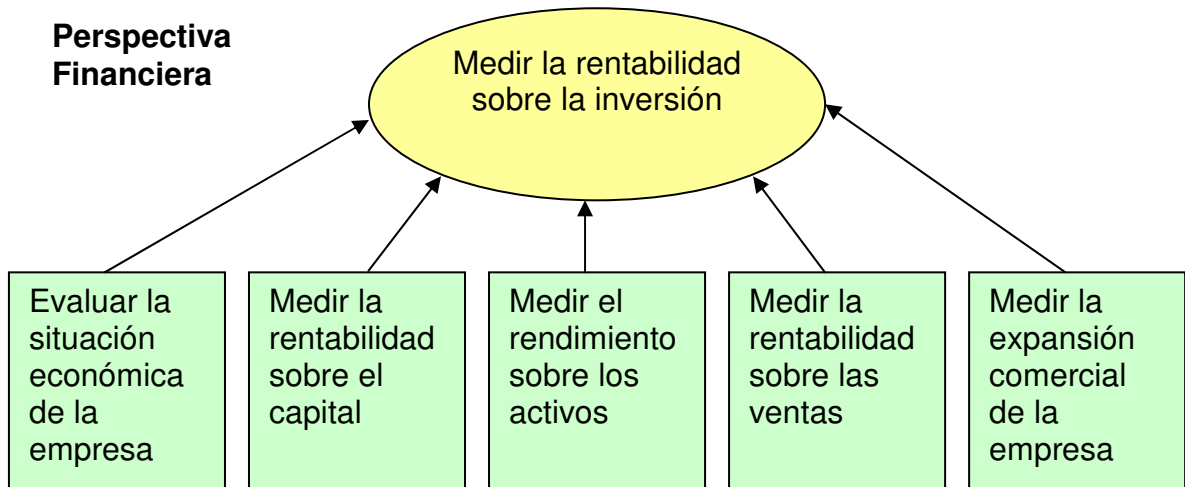 Perspectiva
Financiera
Medir la rentabilidad
sobre la inversión
Evaluar la
situación
económica
de la
empresa
Medir la
rentabilidad
sobre el
capital
Medir el
rendimiento
sobre los
activos
Medir la
rentabilidad
sobre las
ventas
Medir la
expansión
comercial
de la
empresa